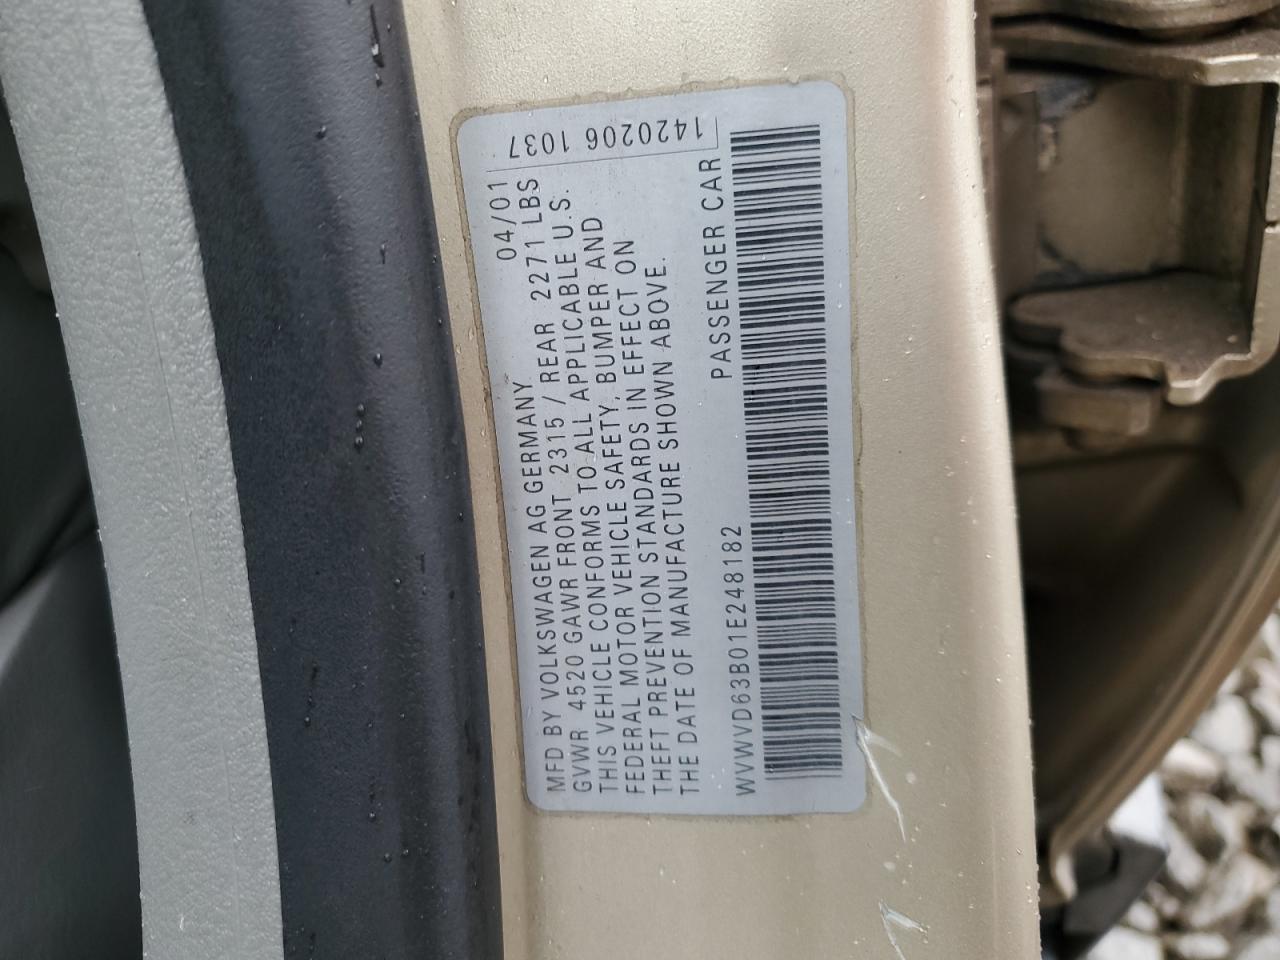 04/01
MFD BY VOLKSWAGEN AG GERMANY
GVWR 4520 GAWR FRONT 2315 / REAR 2271 LBS
THIS VEHICLE CONFORMS TO ALL APPLICABLE U.S.
FEDERAL MOTOR VEHICLE SAFETY, BUMPER AND
THEFT PREVENTION STANDARDS IN EFFECT ON
THE DATE OF MANUFACTURE SHOWN ABOVE.
WVWVD63B01E248182 PASSENGER CAR
1420206 1037